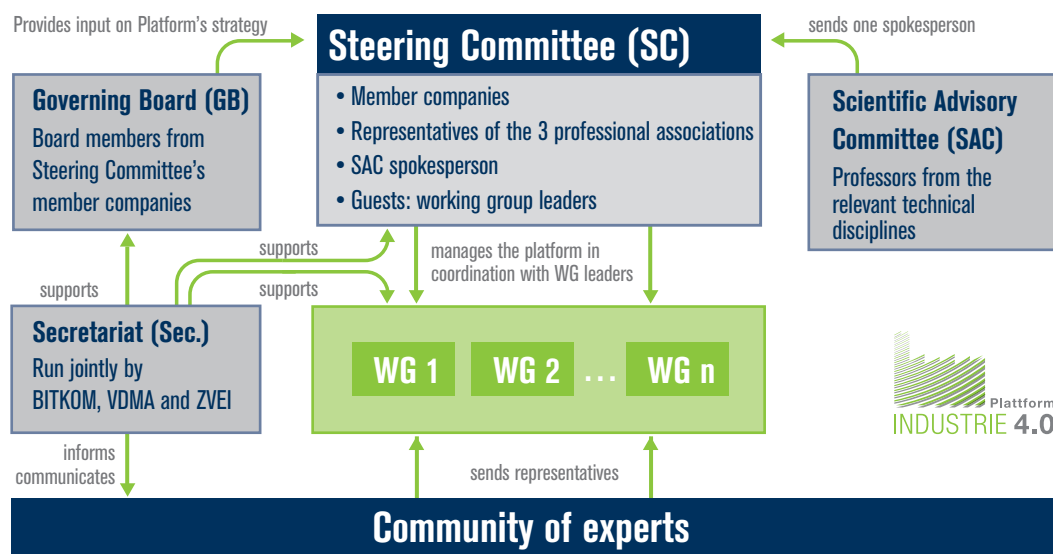 Provides input on Platform's strategy
Steering Committee (SC)
sends one spokesperson
Governing Board (GB)
Board members from
Steering Committee's
member companies
• Member companies
• Representatives of the 3 professional associations
• SAC spokesperson
• Guests: working group leaders
Scientific Advisory
Committee (SAC)
Professors from the
relevant technical
disciplines
supports
supports
supports
manages the platform in
coordination with WG leaders
Secretariat (Sec.)
Run jointly by
BITKOM, VDMA and ZVEI
WG 1
WG 2
...
WG n
Plattform
INDUSTRIE 4.0
informs
communicates
sends representatives
Community of experts